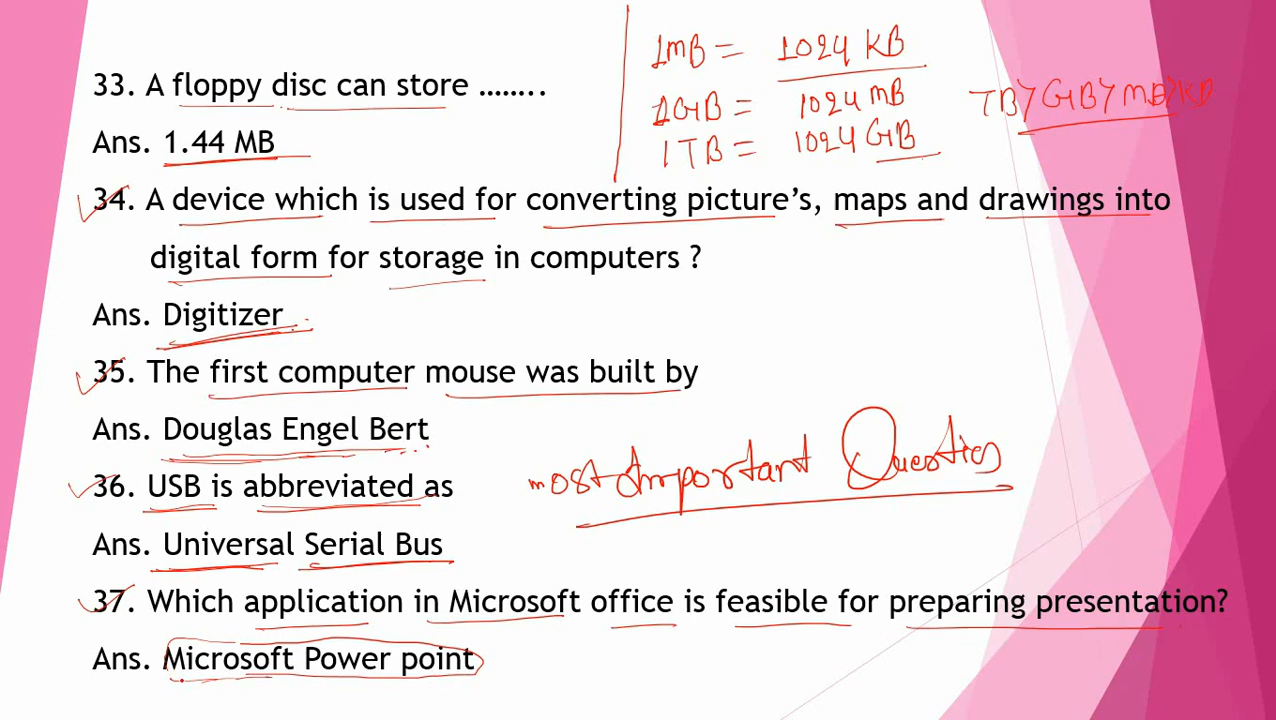 1MB = 1024 KB
33. A floppy disc can store ……..
1GB = 1024 MB
TB>GB>MB>KB
Ans. 1.44 MB
1TB = 1024 GB
34. A device which is used for converting picture’s, maps and drawings into
digital form for storage in computers ?
Ans. Digitizer
35. The first computer mouse was built by
Ans. Douglas Engel Bert
most Important Question
36. USB is abbreviated as
Ans. Universal Serial Bus
37. Which application in Microsoft office is feasible for preparing presentation?
Ans. Microsoft Power point